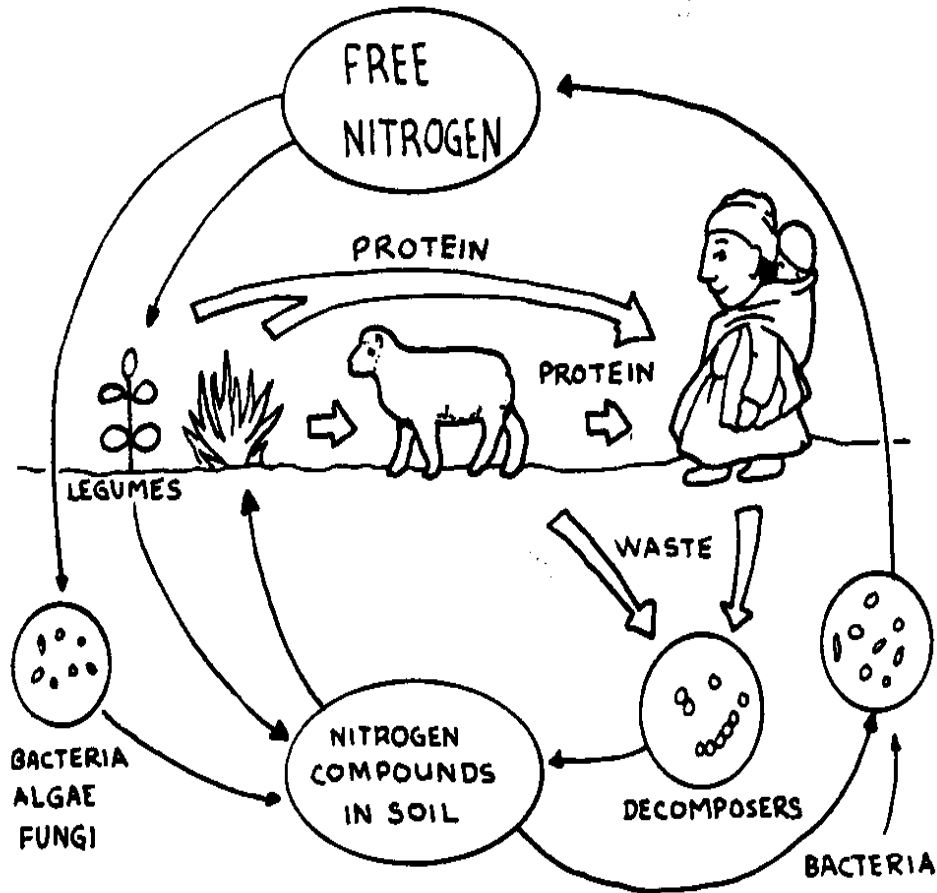 FREE
NITROGEN
PROTEIN
PROTEIN
LEGUMES
WASTE
BACTERIA
ALGAE
FUNGI
NITROGEN
COMPOUNDS
IN SOIL
DECOMPOSERS
BACTERIA